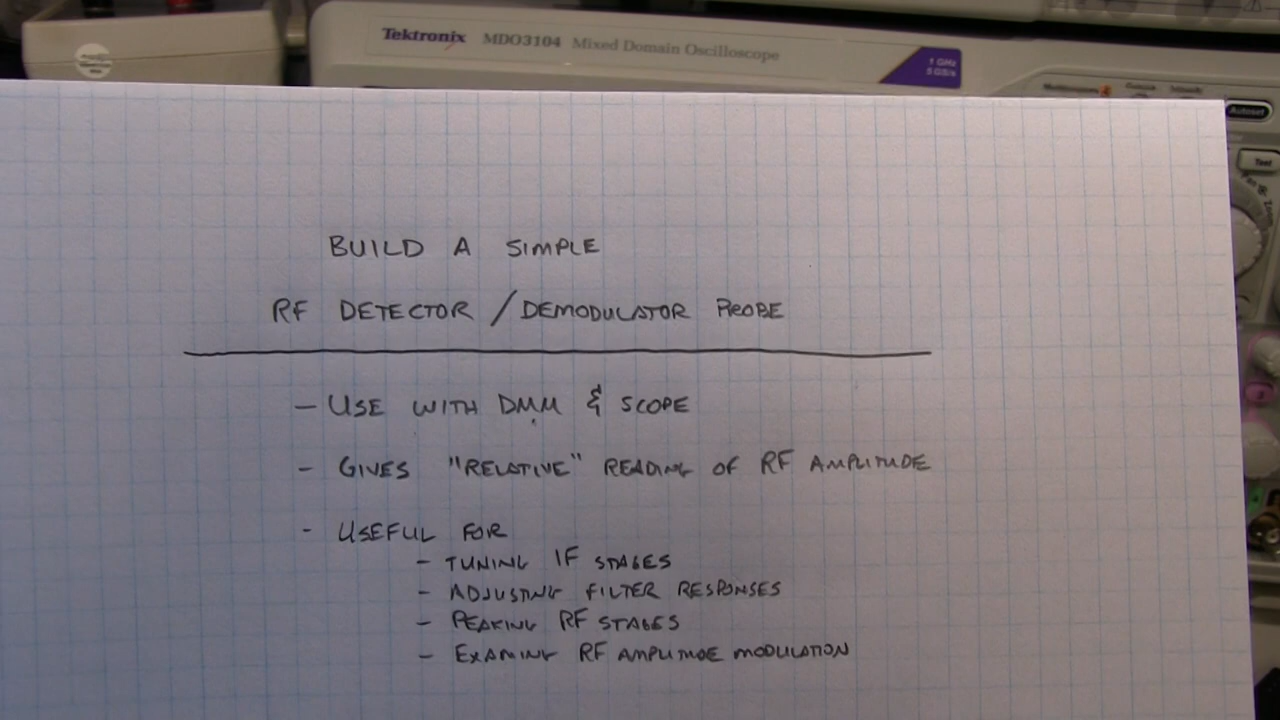 Tektronix MDO3104 Mixed Domain Oscilloscope
1 GHz
5 GS/s
Autoset
Test
BUILD A SIMPLE
RF DETECTOR / DEMODULATOR PROBE
- USE WITH DMM & SCOPE
- GIVES "RELATIVE" READING OF RF AMPLITUDE
- USEFUL FOR
- TUNING IF STAGES
- ADJUSTING FILTER RESPONSES
- PEAKING RF STAGES
- EXAMING RF AMPLITUDE MODULATION